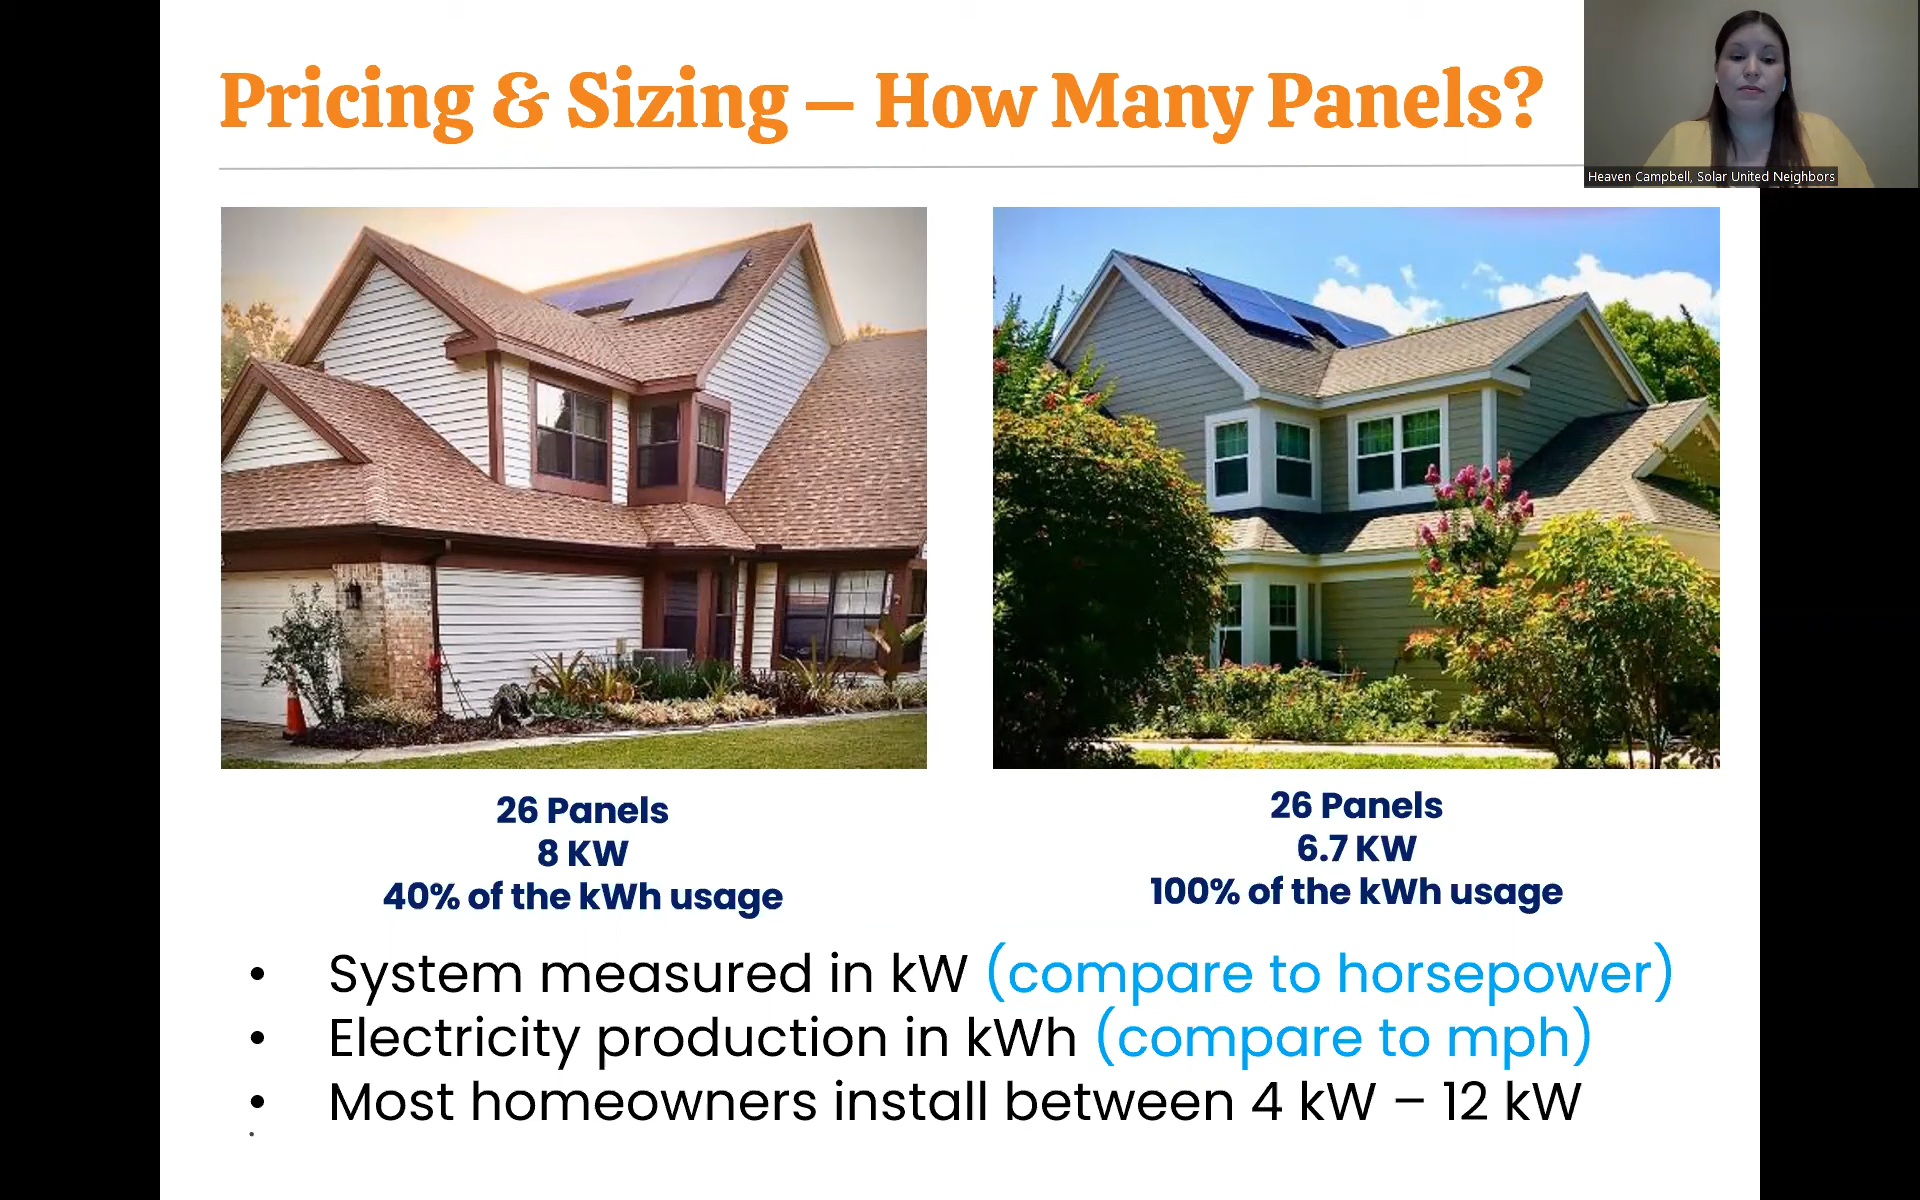 Pricing & Sizing – How Many Panels?
Heaven Campbell, Solar United Neighbors
26 Panels
8 KW
40% of the kWh usage
26 Panels
6.7 KW
100% of the kWh usage
• System measured in kW (compare to horsepower)
• Electricity production in kWh (compare to mph)
• Most homeowners install between 4 kW – 12 kW
•